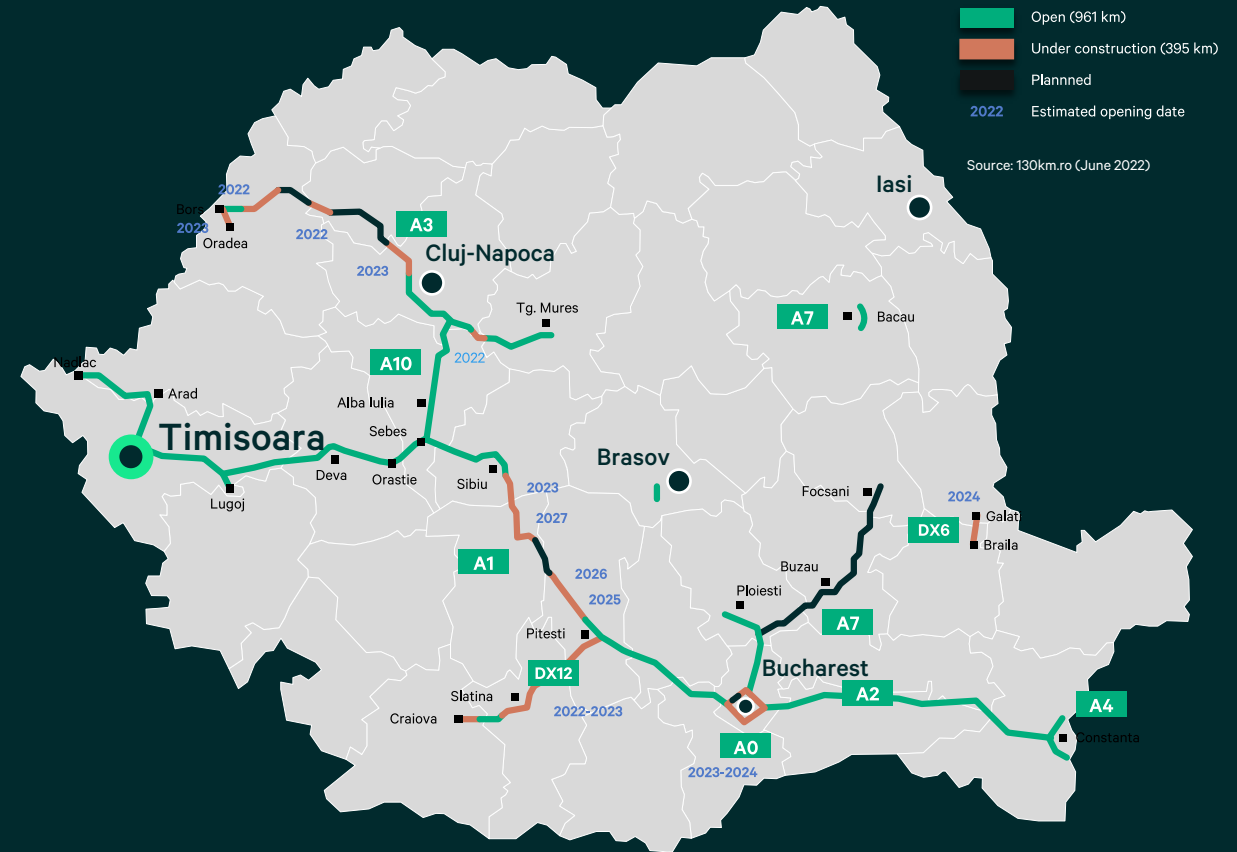 Open (961 km)
Under construction (395 km)
Plannned
2022 Estimated opening date
Source: 130km.ro (June 2022)
Iasi
2022
Bors
2023
Oradea
2022
A3
Cluj-Napoca
2023
Tg. Mures
A7
Bacau
2022
A10
Nadlac
Arad
Alba Iulia
Timisoara
Sebes
Deva
Orastie
Lugoj
Sibiu
Brasov
2023
2027
Focsani
2024
Galat
DX6
Braila
A1
2026
2025
Buzau
Ploiesti
A7
Pitesti
DX12
Bucharest
Slatina
A2
A4
Craiova
2022-2023
Constanta
A0
2023-2024